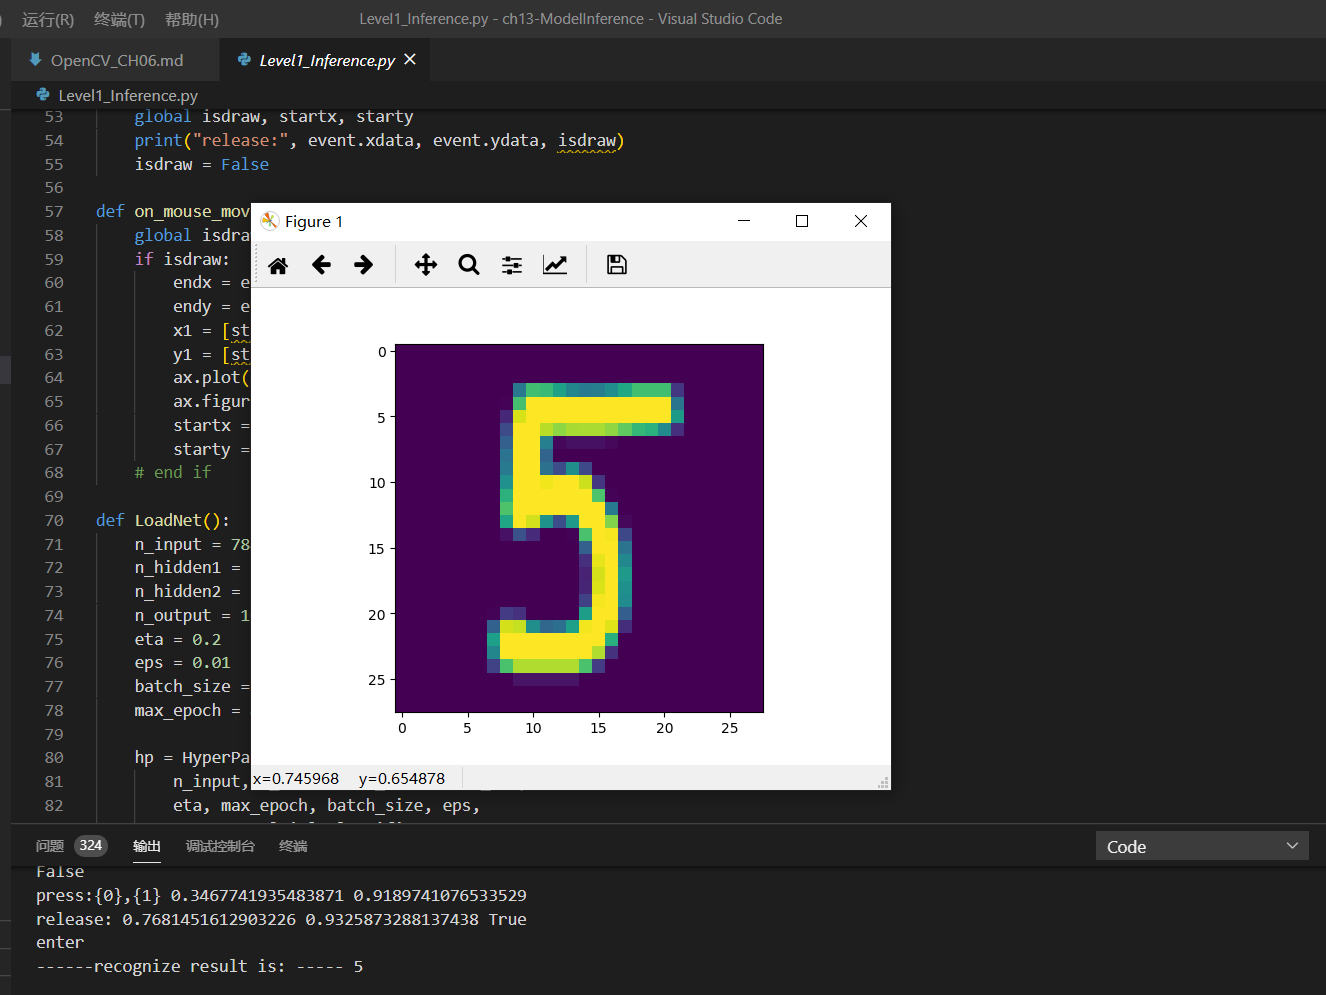 运行(R) 终端(T) 帮助(H) Level1_Inference.py - ch13-ModelInference - Visual Studio Code
OpenCV_CH06.md Level1_Inference.py
Level1_Inference.py
53 global isdraw, startx, starty
54 print("release:", event.xdata, event.ydata, isdraw)
55 isdraw = False
56
57 def on_mouse_mov
58 global isdra
59 if isdraw:
60 endx = e
61 endy = e
62 x1 = [st
63 y1 = [st
64 ax.plot(
65 ax.figur
66 startx =
67 starty =
68 # end if
69
70 def LoadNet():
71 n_input = 78
72 n_hidden1 =
73 n_hidden2 =
74 n_output = 1
75 eta = 0.2
76 eps = 0.01
77 batch_size =
78 max_epoch =
79
80 hp = HyperPa
81 n_input,
82 eta, max_epoch, batch_size, eps,
Figure 1
0
5
10
15
20
25
0 5 10 15 20 25
5
x=0.745968 y=0.654878
问题 324 输出 调试控制台 终端 Code
False
press:{0},{1} 0.3467741935483871 0.9189741076533529
release: 0.7681451612903226 0.9325873288137438 True
enter
------recognize result is: ----- 5